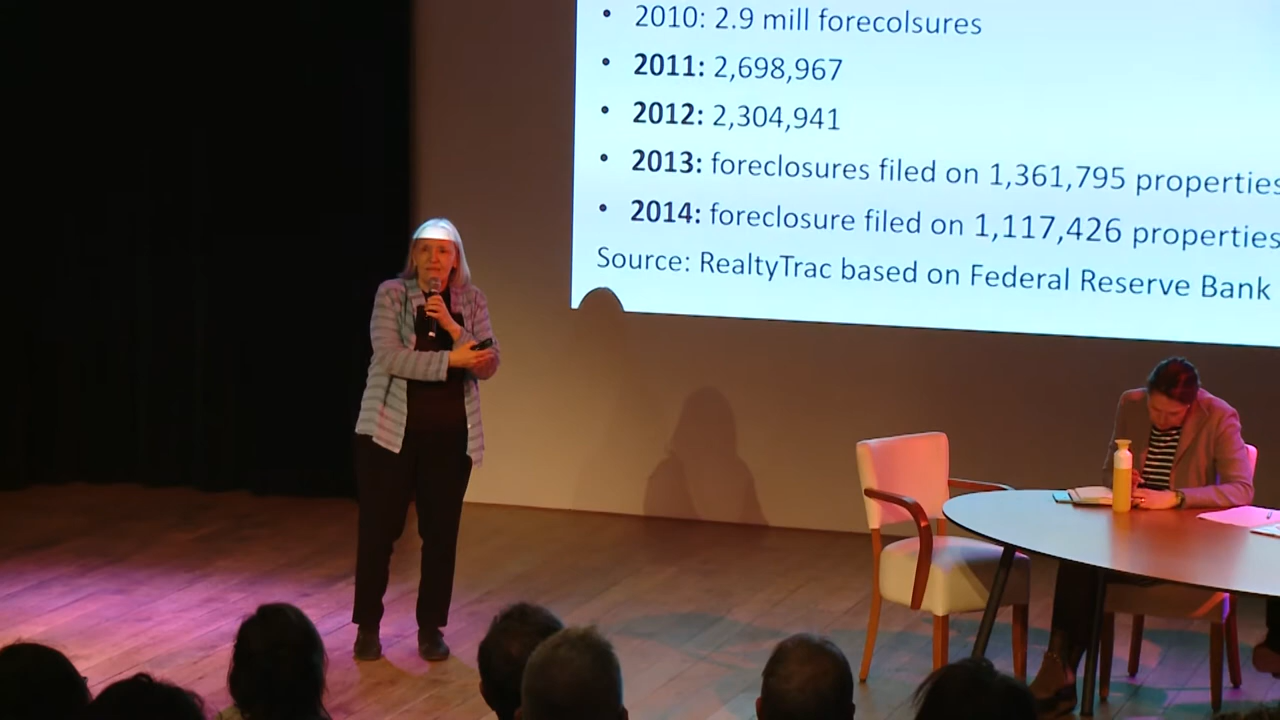 • 2010: 2.9 mill forecolsures
• 2011: 2,698,967
• 2012: 2,304,941
• 2013: foreclosures filed on 1,361,795 properties
• 2014: foreclosure filed on 1,117,426 properties
Source: RealtyTrac based on Federal Reserve Bank